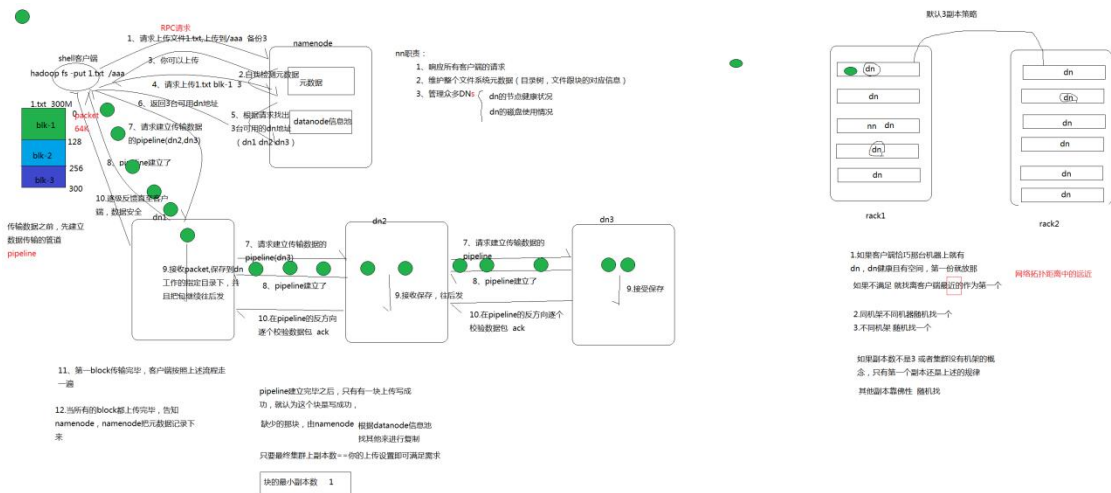 RPC请求
1、请求上传文件1.txt,上传到/aaa 备份3
namenode
shell客户端
hadoop fs -put 1.txt /aaa
3、你可以上传
2.自我检测元数据
元数据
4、请求上传1.txt blk-1 3
6、返回3台可用dn地址
datanode信息池
5、根据请求找出
3台可用的dn地址
(dn1 dn2 dn3)
1.txt 300M
0
packet
64K
blk-1
128
blk-2
256
blk-3
300
7、请求建立传输数据
的pipeline(dn2,dn3)
8、pipeline建立了
10.逐级反馈直至客户
端，数据安全
传输数据之前，先建立
数据传输的管道
pipeline
nn职责：
1、响应所有客户端的请求
2、维护整个文件系统元数据（目录树，文件跟块的对应信息）
3、管理众多DNs
dn的节点健康状况
dn的磁盘使用情况
dn1
9.接收packet,保存到dn
工作的指定目录下，并
且把包继续往后发
7、请求建立传输数据的
pipeline(dn3)
8、pipeline建立了
10.在pipeline的反方向
逐个校验数据包 ack
dn2
9.接收保存，往后发
7、请求建立传输数据的
pipeline
8、pipeline建立了
10.在pipeline的反方向
逐个校验数据包 ack
dn3
9.接受保存
11、第一block传输完毕，客户端按照上述流程走
一遍
12.当所有的block都上传完毕，告知
namenode，namenode把元数据记录下
来
pipeline建立完毕之后，只有有一块上传写成
功，就认为这个块是写成功，
缺少的那块，由namenode 根据datanode信息池
找其他来进行复制
只要最终集群上副本数==你的上传设置即可满足需求
块的最小副本数 1
默认3副本策略
dn
dn
nn dn
dn
dn
rack1
dn
dn
dn
dn
dn
dn
rack2
1.如果客户端恰巧那台机器上就有
dn，dn健康且有空间，第一份就放那
如果不满足 就找离客户端最近的作为第一个
网络拓扑距离中的远近
2.同机架不同机器随机找一个
3.不同机架 随机找一个
如果副本数不是3 或者集群没有机架的概
念，只有第一个副本还是上述的规律
其他副本靠佛性 随机找